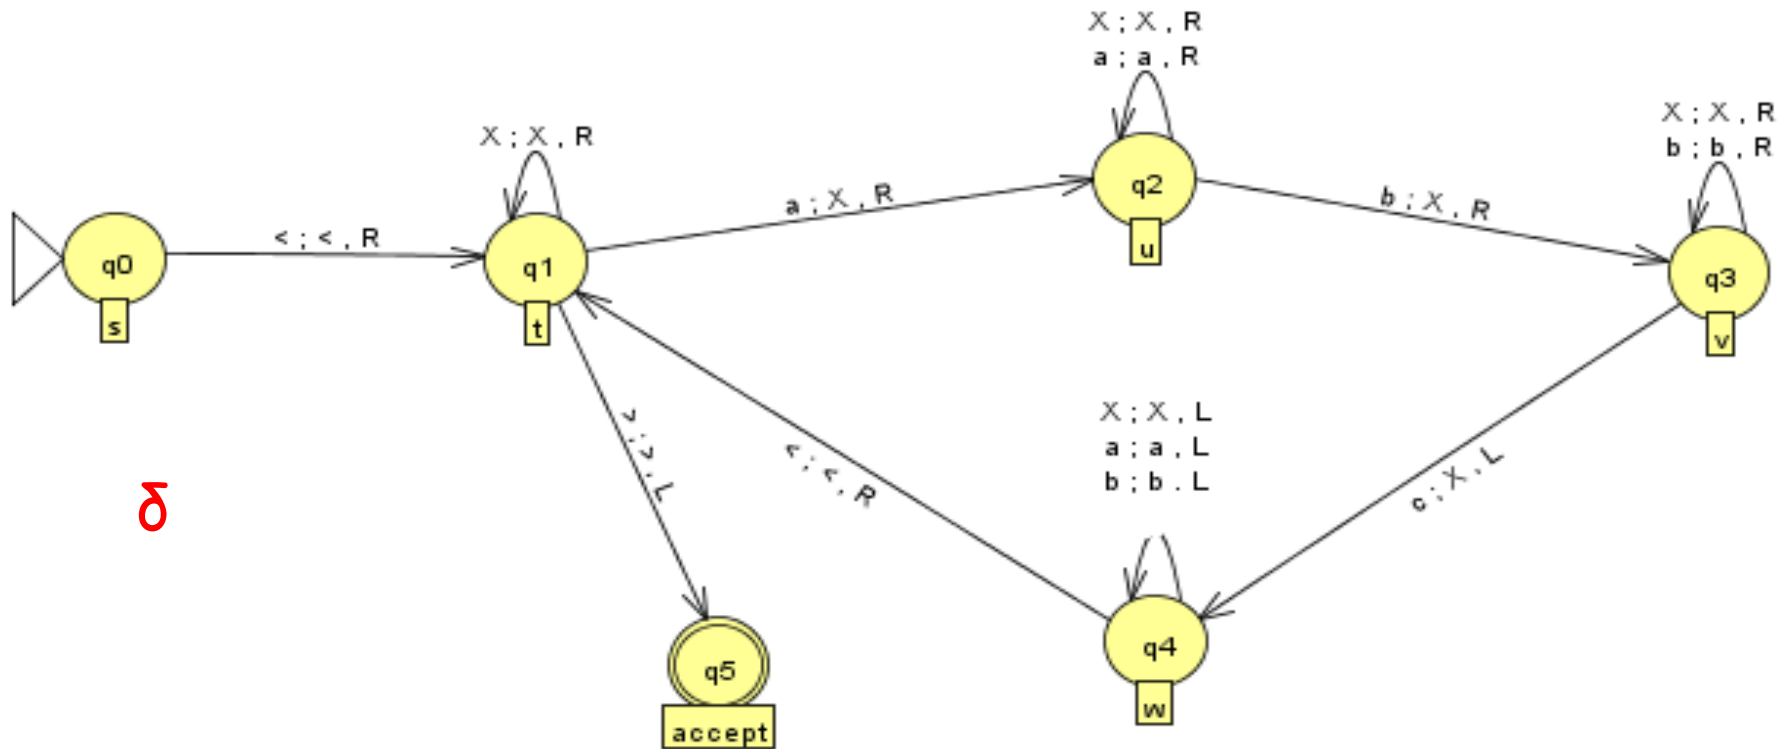 X ; X , R
a ; a , R
X ; X , R
b ; b , R
X ; X , R
a ; X , R
b ; X , R
q2
u
< ; < , R
q0
s
q1
t
q3
v
> ; > , L
< ; < , R
X ; X , L
a ; a , L
b ; b . L
c ; X , L
δ
q5
accept
q4
w